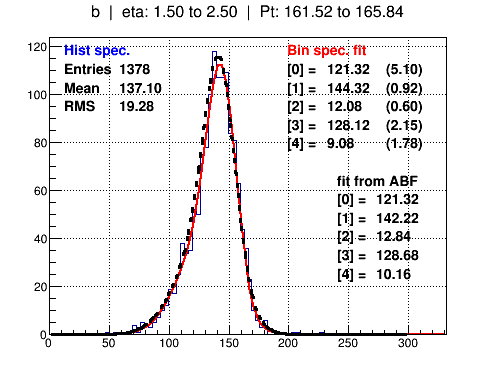 b | eta: 1.50 to 2.50 | Pt: 161.52 to 165.84
Hist spec.
Entries 1378
Mean 137.10
RMS 19.28
Bin spec. fit
[0] = 121.32 (5.10)
[1] = 144.32 (0.92)
[2] = 12.08 (0.60)
[3] = 128.12 (2.15)
[4] = 9.08 (1.78)
fit from ABF
[0] = 121.32
[1] = 142.22
[2] = 12.84
[3] = 128.68
[4] = 10.16
120
100
80
60
40
20
0
0 50 100 150 200 250 300